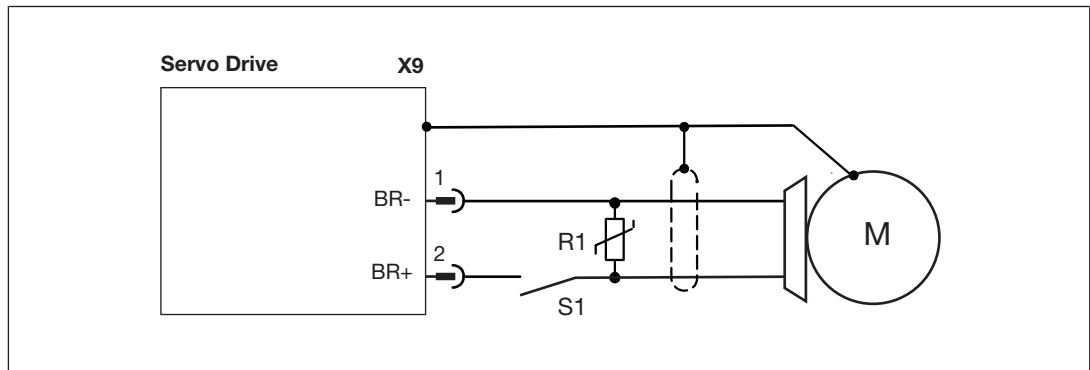 Servo Drive X9
1
BR-
R1
M
2
BR+
S1